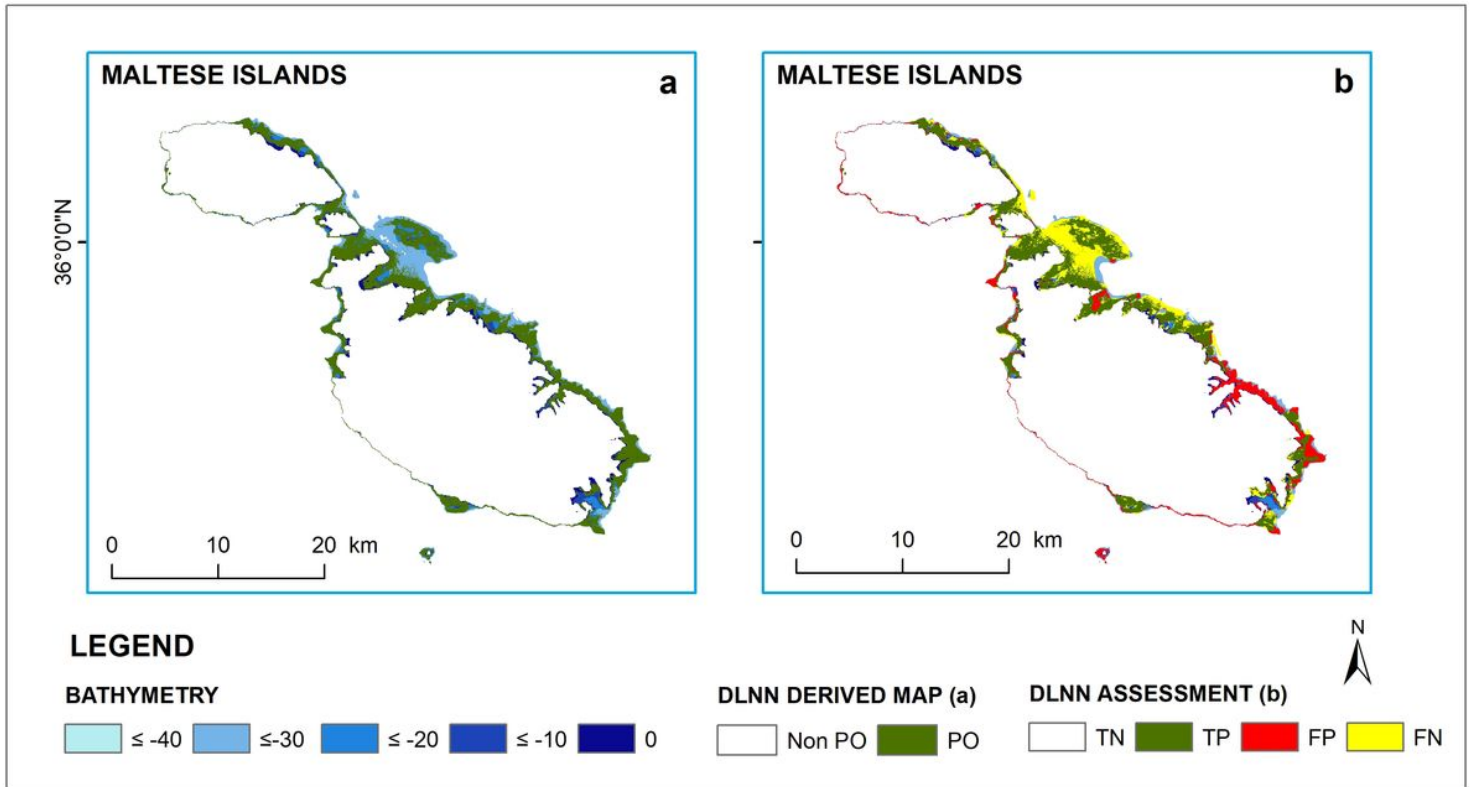 MALTESE ISLANDS a
MALTESE ISLANDS b
36°0'0"N
0 10 20 km
0 10 20 km
N
LEGEND
BATHYMETRY
≤ -40 ≤-30 ≤ -20 ≤ -10 0
DLNN DERIVED MAP (a)
Non PO PO
DLNN ASSESSMENT (b)
TN TP FP FN